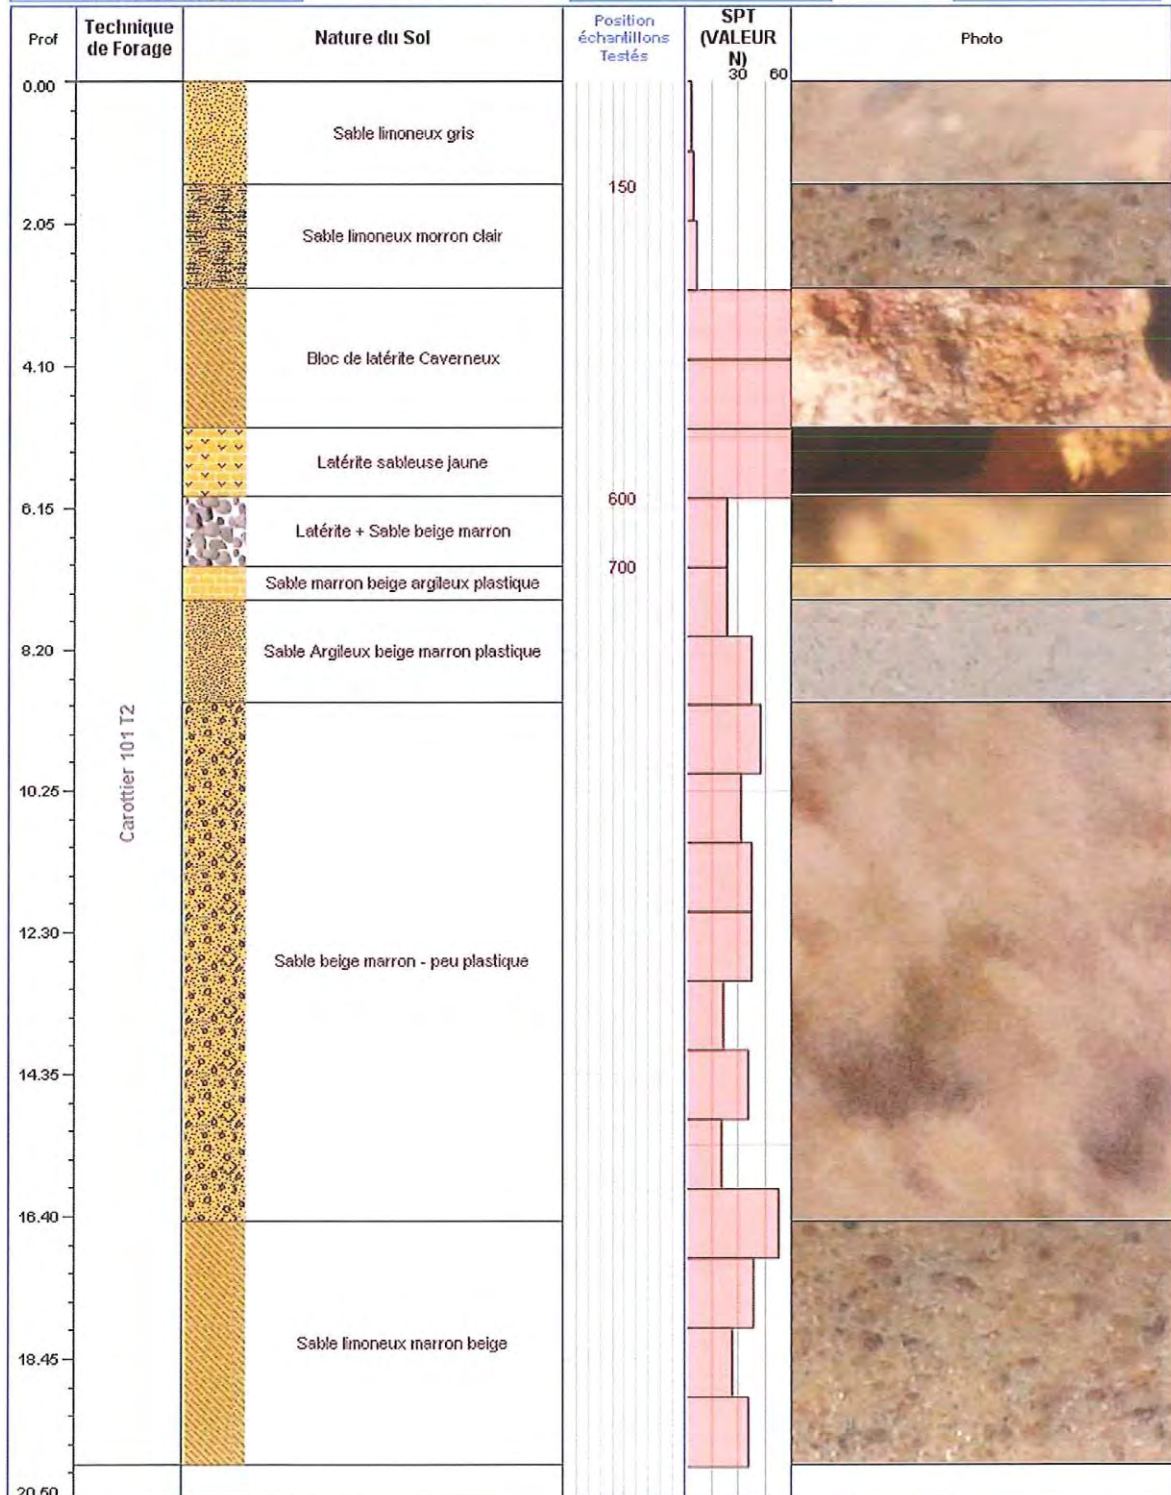 Prof
Technique
de Forage
Nature du Sol
Position
échantillons
Testés
SPT
(VALEUR
N)
30 60
Photo
0.00
Sable limoneux gris
150
2.05
Sable limoneux morron clair
Bloc de latérite Caverneux
4.10
Latérite sableuse jaune
600
6.15
Latérite + Sable beige marron
700
Sable marron beige argileux plastique
8.20
Sable Argileux beige marron plastique
Carottier 101 T2
10.25
12.30
Sable beige marron - peu plastique
14.35
16.40
Sable limoneux marron beige
18.45
20.50